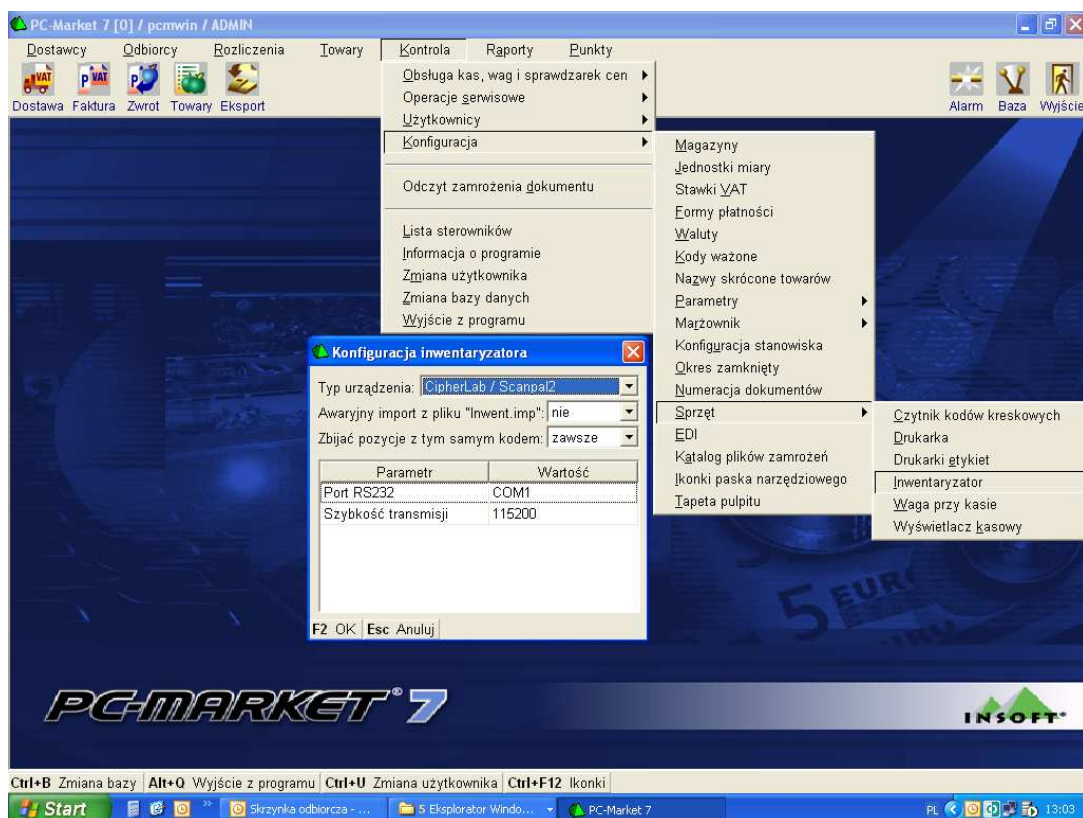 PC-Market 7 [0] / pcmwin / ADMIN
Dostawcy Odbiorcy Rozliczenia Towary Kontrola Raporty Punkty
VAT P VAT P
Dostawa Faktura Zwrot Towary Eksport Alarm Baza Wyjście
Obsługa kas, wag i sprawdzarek cen
Operacje serwisowe
Użytkownicy
Konfiguracja
Odczyt zamrożenia dokumentu
Lista sterowników
Informacja o programie
Zmiana użytkownika
Zmiana bazy danych
Wyjście z programu
Magazyny
Jednostki miary
Stawki VAT
Formy płatności
Waluty
Kody ważone
Nazwy skrócone towarów
Parametry
Marżownik
Konfiguracja stanowiska
Okres zamknięty
Numeracja dokumentów
Sprzęt
EDI
Katalog plików zamrożeń
Ikonki paska narzędziowego
Tapeta pulpitu
Czytnik kodów kreskowych
Drukarka
Drukarki etykiet
Inwentaryzator
Waga przy kasie
Wyświetlacz kasowy
Konfiguracja inwentaryzatora
Typ urządzenia: CipherLab / Scanpal2
Awaryjny import z pliku "Inwent.imp": nie
Zbijać pozycje z tym samym kodem: zawsze
Parametr Wartość
Port RS232 COM1
Szybkość transmisji 115200
F2 OK Esc Anuluj
5 EURO
PC-MARKET® 7
INSOFT
Ctrl+B Zmiana bazy Alt+Q Wyjście z programu Ctrl+U Zmiana użytkownika Ctrl+F12 Ikonki
Start » Skrzynka odbiorcza - ... 5 Eksplorator Windo... PC-Market 7 PL 13:03